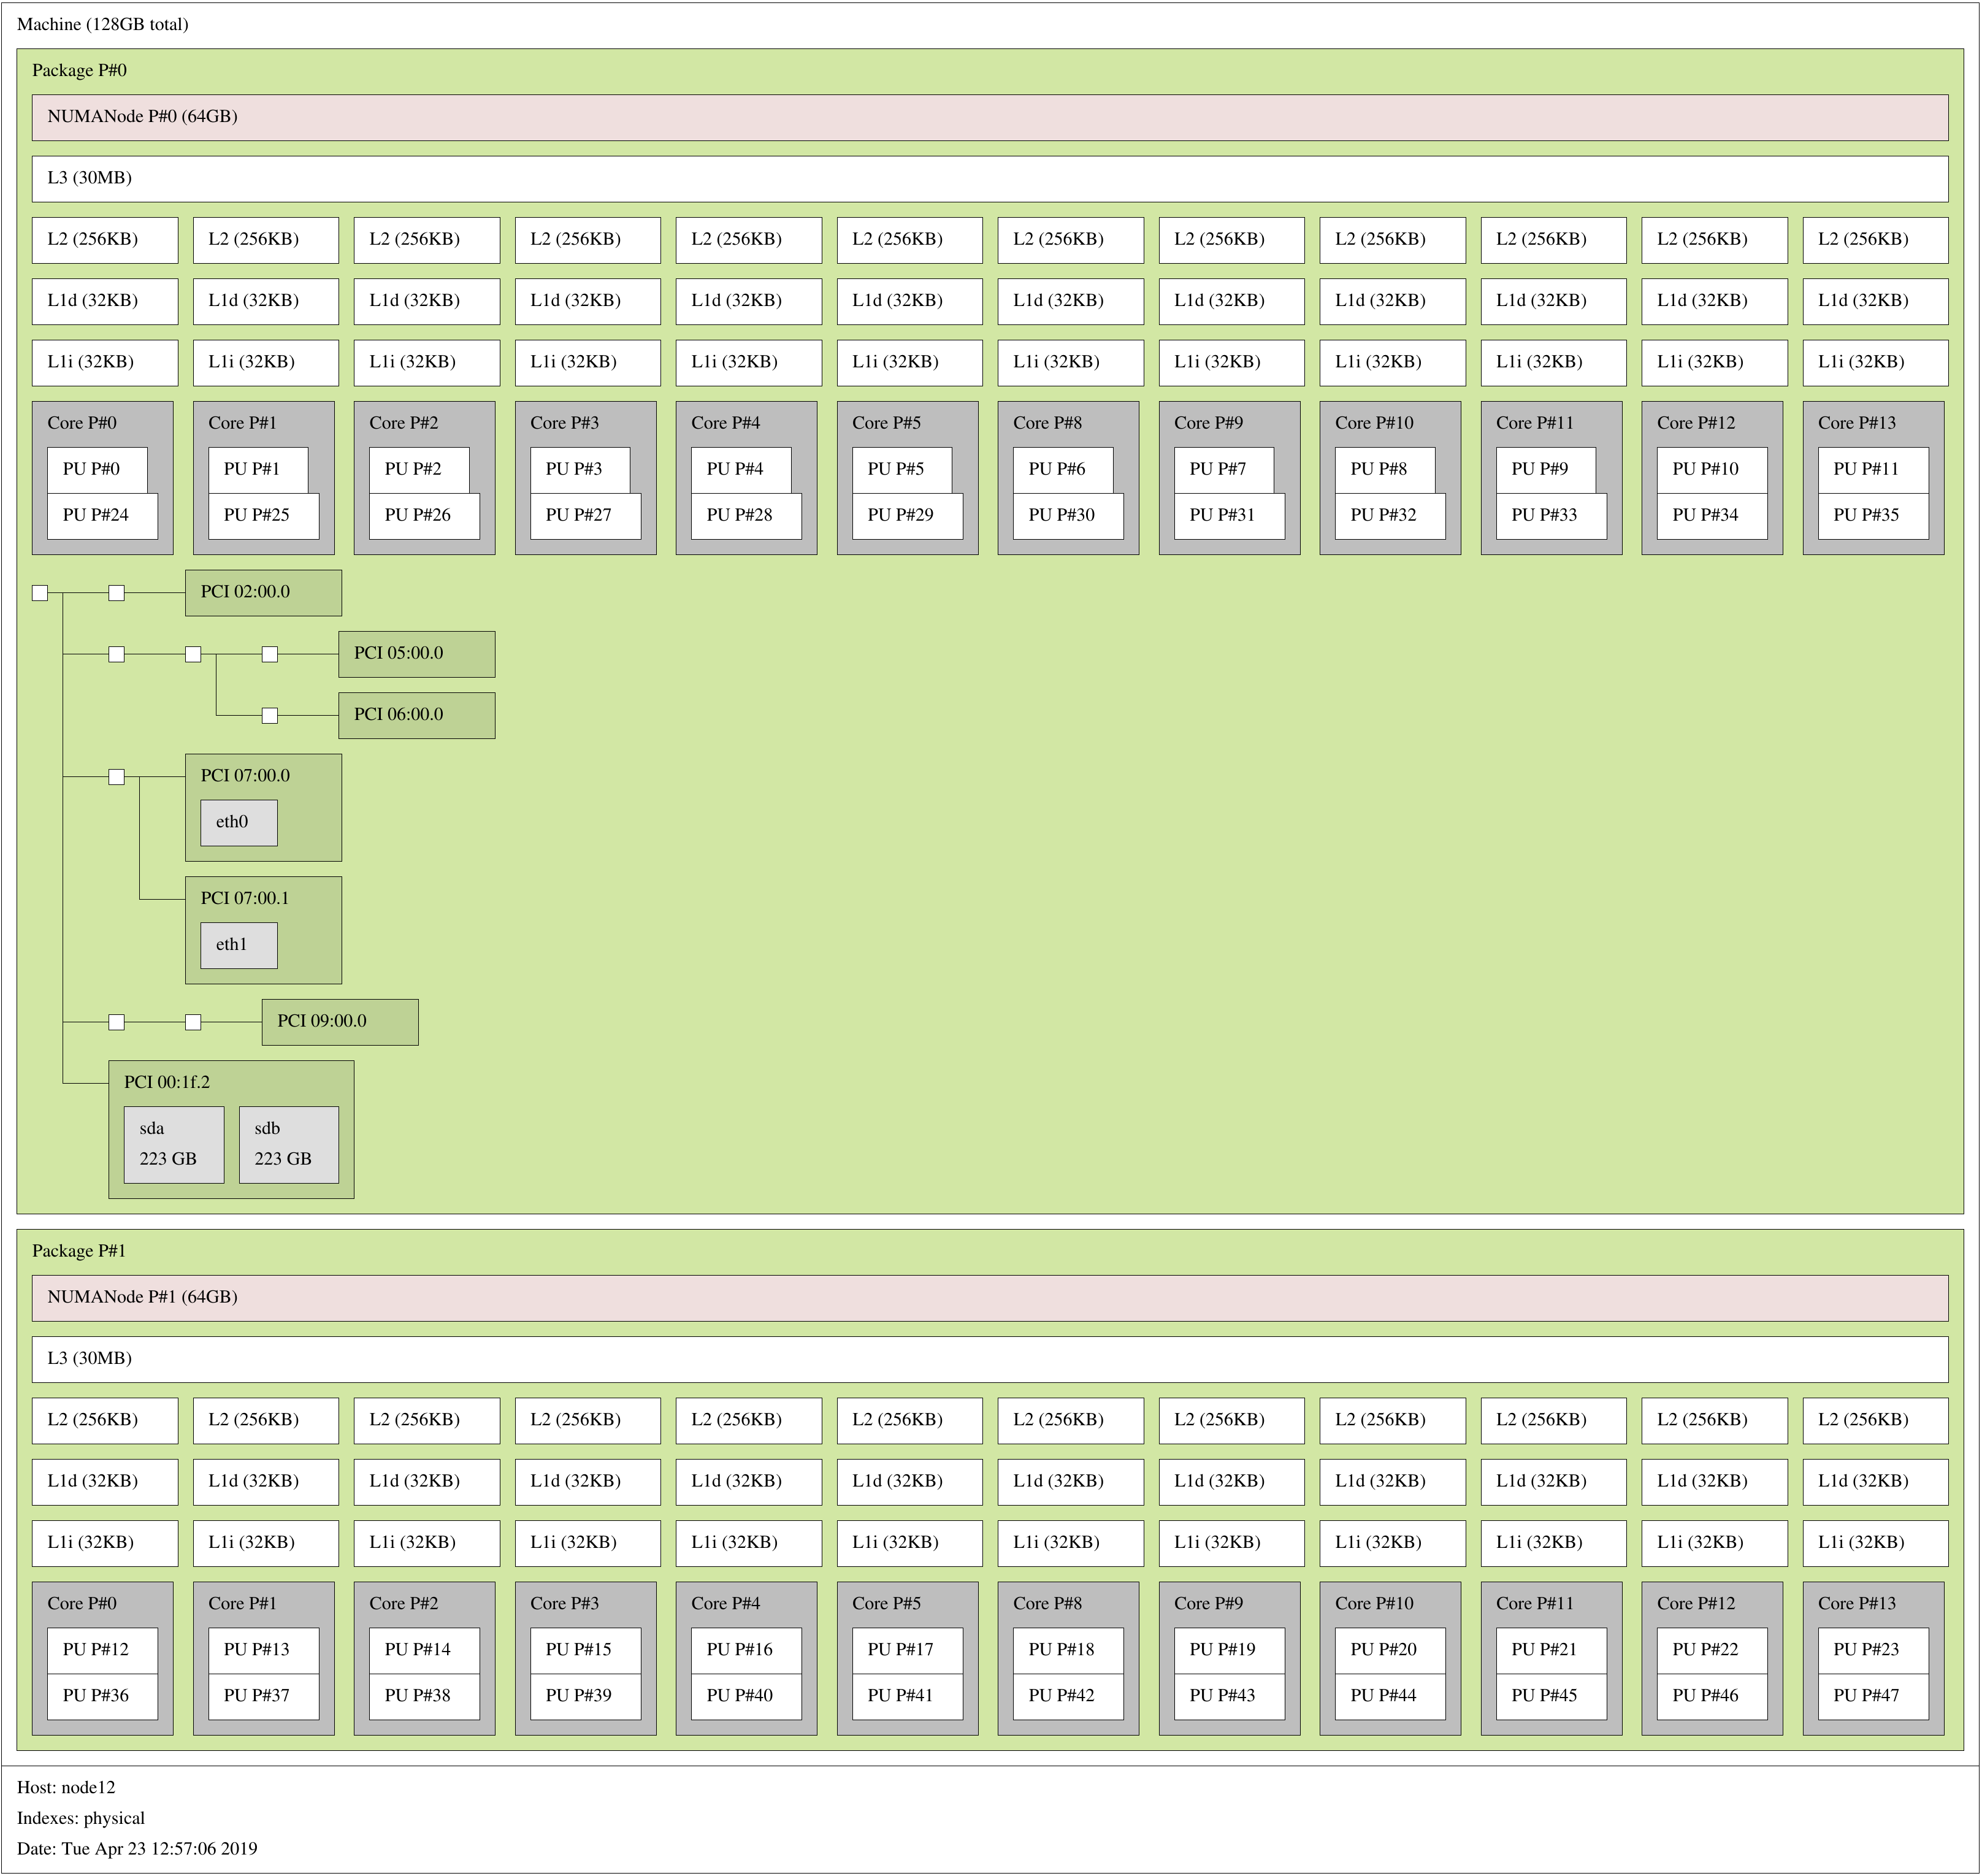 Machine (128GB total)
Package P#0
NUMANode P#0 (64GB)
L3 (30MB)
L2 (256KB) L2 (256KB) L2 (256KB) L2 (256KB) L2 (256KB) L2 (256KB) L2 (256KB) L2 (256KB) L2 (256KB) L2 (256KB) L2 (256KB) L2 (256KB)
L1d (32KB) L1d (32KB) L1d (32KB) L1d (32KB) L1d (32KB) L1d (32KB) L1d (32KB) L1d (32KB) L1d (32KB) L1d (32KB) L1d (32KB) L1d (32KB)
L1i (32KB) L1i (32KB) L1i (32KB) L1i (32KB) L1i (32KB) L1i (32KB) L1i (32KB) L1i (32KB) L1i (32KB) L1i (32KB) L1i (32KB) L1i (32KB)
Core P#0 Core P#1 Core P#2 Core P#3 Core P#4 Core P#5 Core P#8 Core P#9 Core P#10 Core P#11 Core P#12 Core P#13
PU P#0 PU P#1 PU P#2 PU P#3 PU P#4 PU P#5 PU P#6 PU P#7 PU P#8 PU P#9 PU P#10 PU P#11
PU P#24 PU P#25 PU P#26 PU P#27 PU P#28 PU P#29 PU P#30 PU P#31 PU P#32 PU P#33 PU P#34 PU P#35
PCI 02:00.0
PCI 05:00.0
PCI 06:00.0
PCI 07:00.0
eth0
PCI 07:00.1
eth1
PCI 09:00.0
PCI 00:1f.2
sda sdb
223 GB 223 GB
Package P#1
NUMANode P#1 (64GB)
L3 (30MB)
L2 (256KB) L2 (256KB) L2 (256KB) L2 (256KB) L2 (256KB) L2 (256KB) L2 (256KB) L2 (256KB) L2 (256KB) L2 (256KB) L2 (256KB) L2 (256KB)
L1d (32KB) L1d (32KB) L1d (32KB) L1d (32KB) L1d (32KB) L1d (32KB) L1d (32KB) L1d (32KB) L1d (32KB) L1d (32KB) L1d (32KB) L1d (32KB)
L1i (32KB) L1i (32KB) L1i (32KB) L1i (32KB) L1i (32KB) L1i (32KB) L1i (32KB) L1i (32KB) L1i (32KB) L1i (32KB) L1i (32KB) L1i (32KB)
Core P#0 Core P#1 Core P#2 Core P#3 Core P#4 Core P#5 Core P#8 Core P#9 Core P#10 Core P#11 Core P#12 Core P#13
PU P#12 PU P#13 PU P#14 PU P#15 PU P#16 PU P#17 PU P#18 PU P#19 PU P#20 PU P#21 PU P#22 PU P#23
PU P#36 PU P#37 PU P#38 PU P#39 PU P#40 PU P#41 PU P#42 PU P#43 PU P#44 PU P#45 PU P#46 PU P#47
Host: node12
Indexes: physical
Date: Tue Apr 23 12:57:06 2019